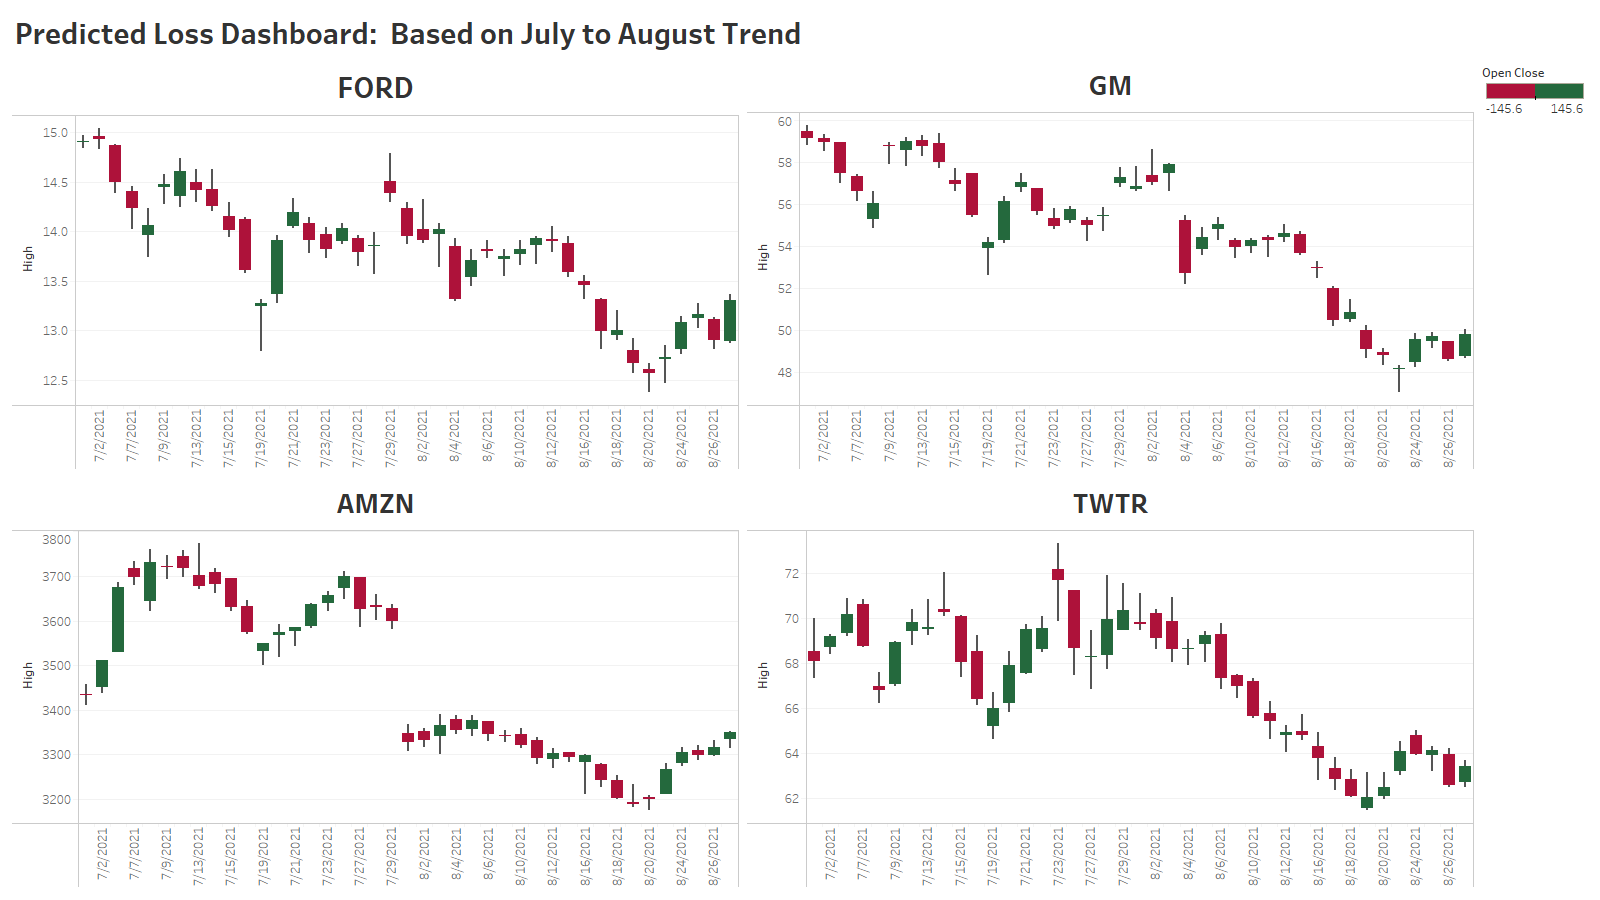 Predicted Loss Dashboard:  Based on July to August Trend
FORD
GM
Open Close
-145.6 145.6
High
15.0
14.5
14.0
13.5
13.0
12.5
7/2/2021 7/7/2021 7/9/2021 7/13/2021 7/15/2021 7/19/2021 7/21/2021 7/23/2021 7/27/2021 7/29/2021 8/2/2021 8/4/2021 8/6/2021 8/10/2021 8/12/2021 8/16/2021 8/18/2021 8/20/2021 8/24/2021 8/26/2021
High
60
58
56
54
52
50
48
7/2/2021 7/7/2021 7/9/2021 7/13/2021 7/15/2021 7/19/2021 7/21/2021 7/23/2021 7/27/2021 7/29/2021 8/2/2021 8/4/2021 8/6/2021 8/10/2021 8/12/2021 8/16/2021 8/18/2021 8/20/2021 8/24/2021 8/26/2021
AMZN
TWTR
High
3800
3700
3600
3500
3400
3300
3200
7/2/2021 7/7/2021 7/9/2021 7/13/2021 7/15/2021 7/19/2021 7/21/2021 7/23/2021 7/27/2021 7/29/2021 8/2/2021 8/4/2021 8/6/2021 8/10/2021 8/12/2021 8/16/2021 8/18/2021 8/20/2021 8/24/2021 8/26/2021
High
72
70
68
66
64
62
7/2/2021 7/7/2021 7/9/2021 7/13/2021 7/15/2021 7/19/2021 7/21/2021 7/23/2021 7/27/2021 7/29/2021 8/2/2021 8/4/2021 8/6/2021 8/10/2021 8/12/2021 8/16/2021 8/18/2021 8/20/2021 8/24/2021 8/26/2021